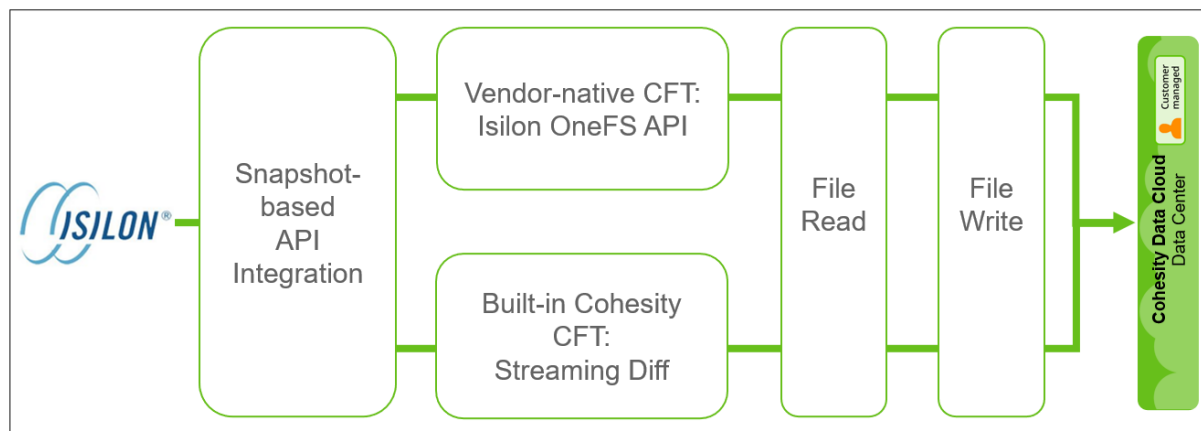 ISILON®
Snapshot-
based
API
Integration
Vendor-native CFT:
Isilon OneFS API
Built-in Cohesity
CFT:
Streaming Diff
File
Read
File
Write
Customer
managed
Cohesity Data Cloud
Data Center